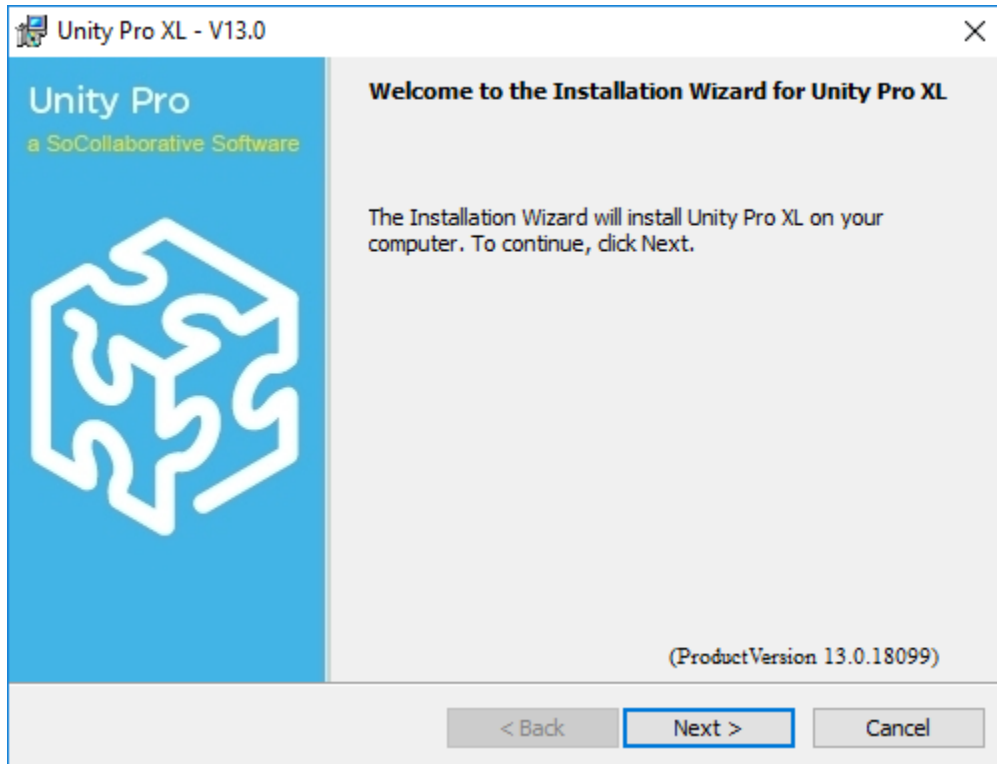 Unity Pro XL - V13.0
Unity Pro
a SoCollaborative Software
Welcome to the Installation Wizard for Unity Pro XL
The Installation Wizard will install Unity Pro XL on your
computer. To continue, click Next.
(ProductVersion 13.0.18099)
< Back
Next >
Cancel